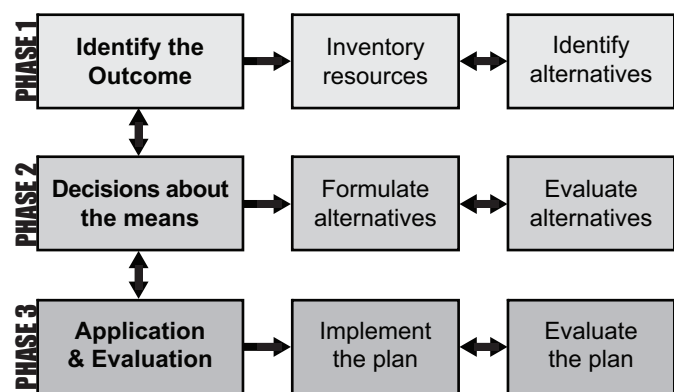 PHASE 1
Identify the
Outcome
Inventory
resources
Identify
alternatives
PHASE 2
Decisions about
the means
Formulate
alternatives
Evaluate
alternatives
PHASE 3
Application
& Evaluation
Implement
the plan
Evaluate
the plan